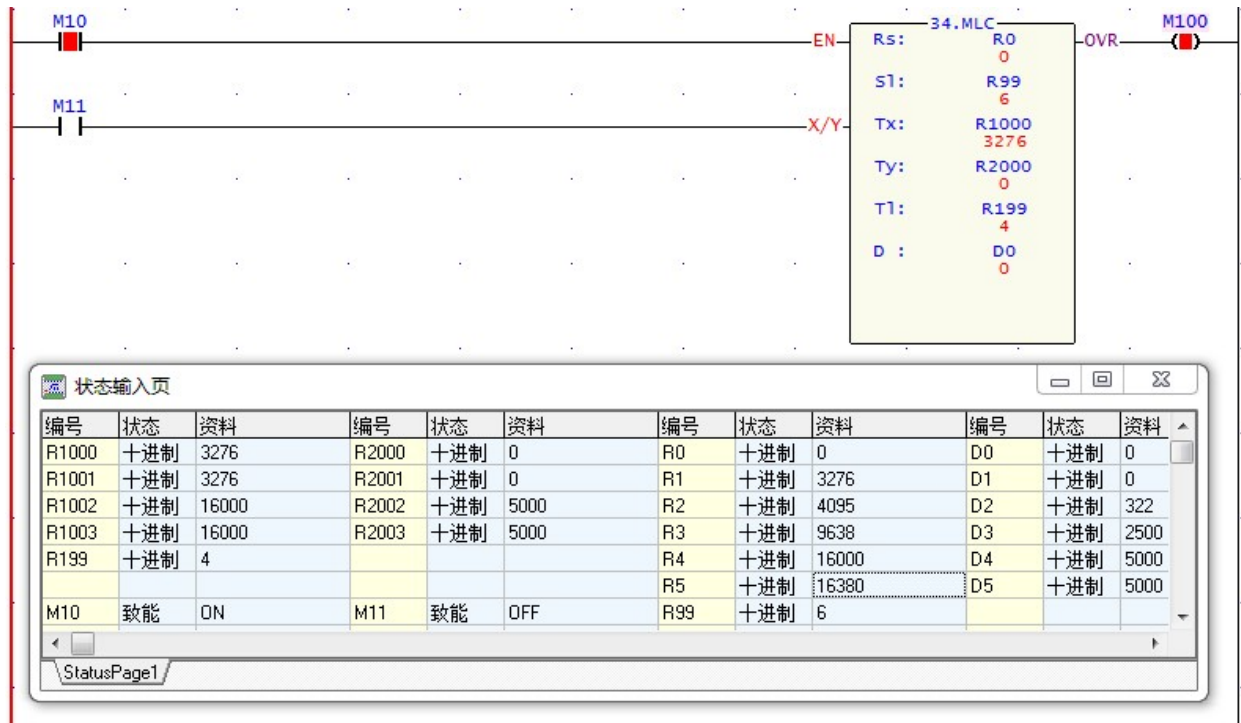 M10
34.MLC
M100
EN
Rs: R0
OVR
0
Sl: R99
6
M11
X/Y
Tx: R1000
3276
Ty: R2000
0
Tl: R199
4
D : D0
0
状态输入页
编号 状态 资料 编号 状态 资料 编号 状态 资料 编号 状态 资料
R1000 十进制 3276 R2000 十进制 0 R0 十进制 0 D0 十进制 0
R1001 十进制 3276 R2001 十进制 0 R1 十进制 3276 D1 十进制 0
R1002 十进制 16000 R2002 十进制 5000 R2 十进制 4095 D2 十进制 322
R1003 十进制 16000 R2003 十进制 5000 R3 十进制 9638 D3 十进制 2500
R199 十进制 4 R4 十进制 16000 D4 十进制 5000
R5 十进制 16380 D5 十进制 5000
M10 致能 ON M11 致能 OFF R99 十进制 6
StatusPage1